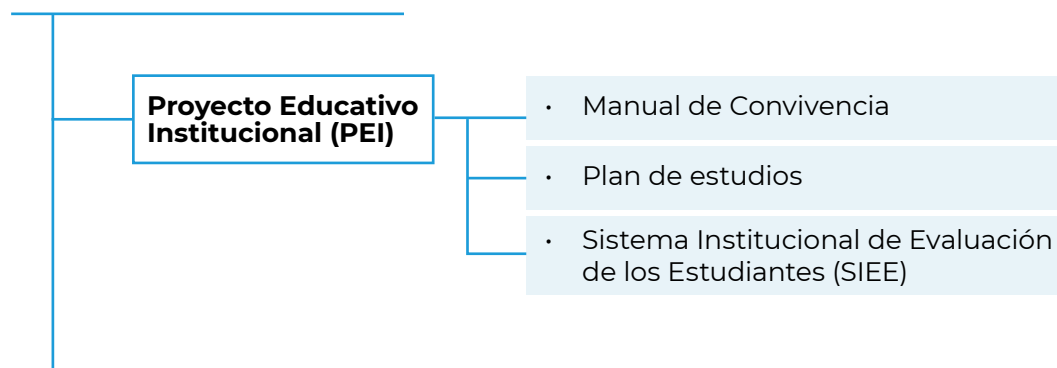 Proyecto Educativo
Institucional (PEI)
• Manual de Convivencia
• Plan de estudios
• Sistema Institucional de Evaluación
de los Estudiantes (SIEE)